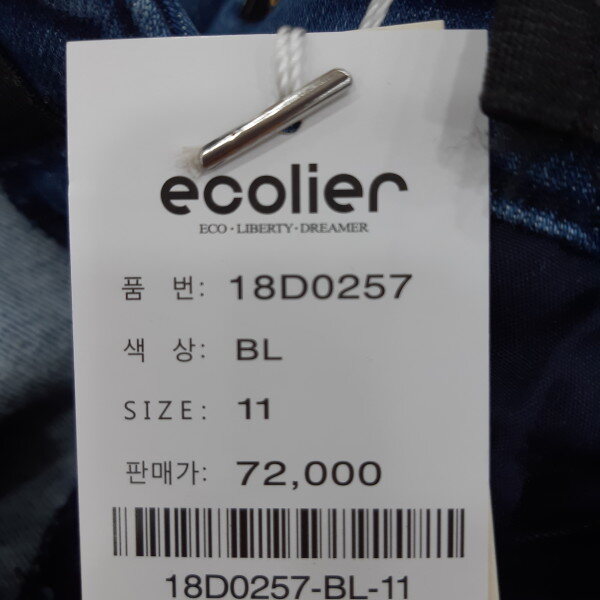 ecolier
ECO · LIBERTY · DREAMER
품 번: 18D0257
색 상: BL
SIZE: 11
판매가: 72,000
18D0257-BL-11